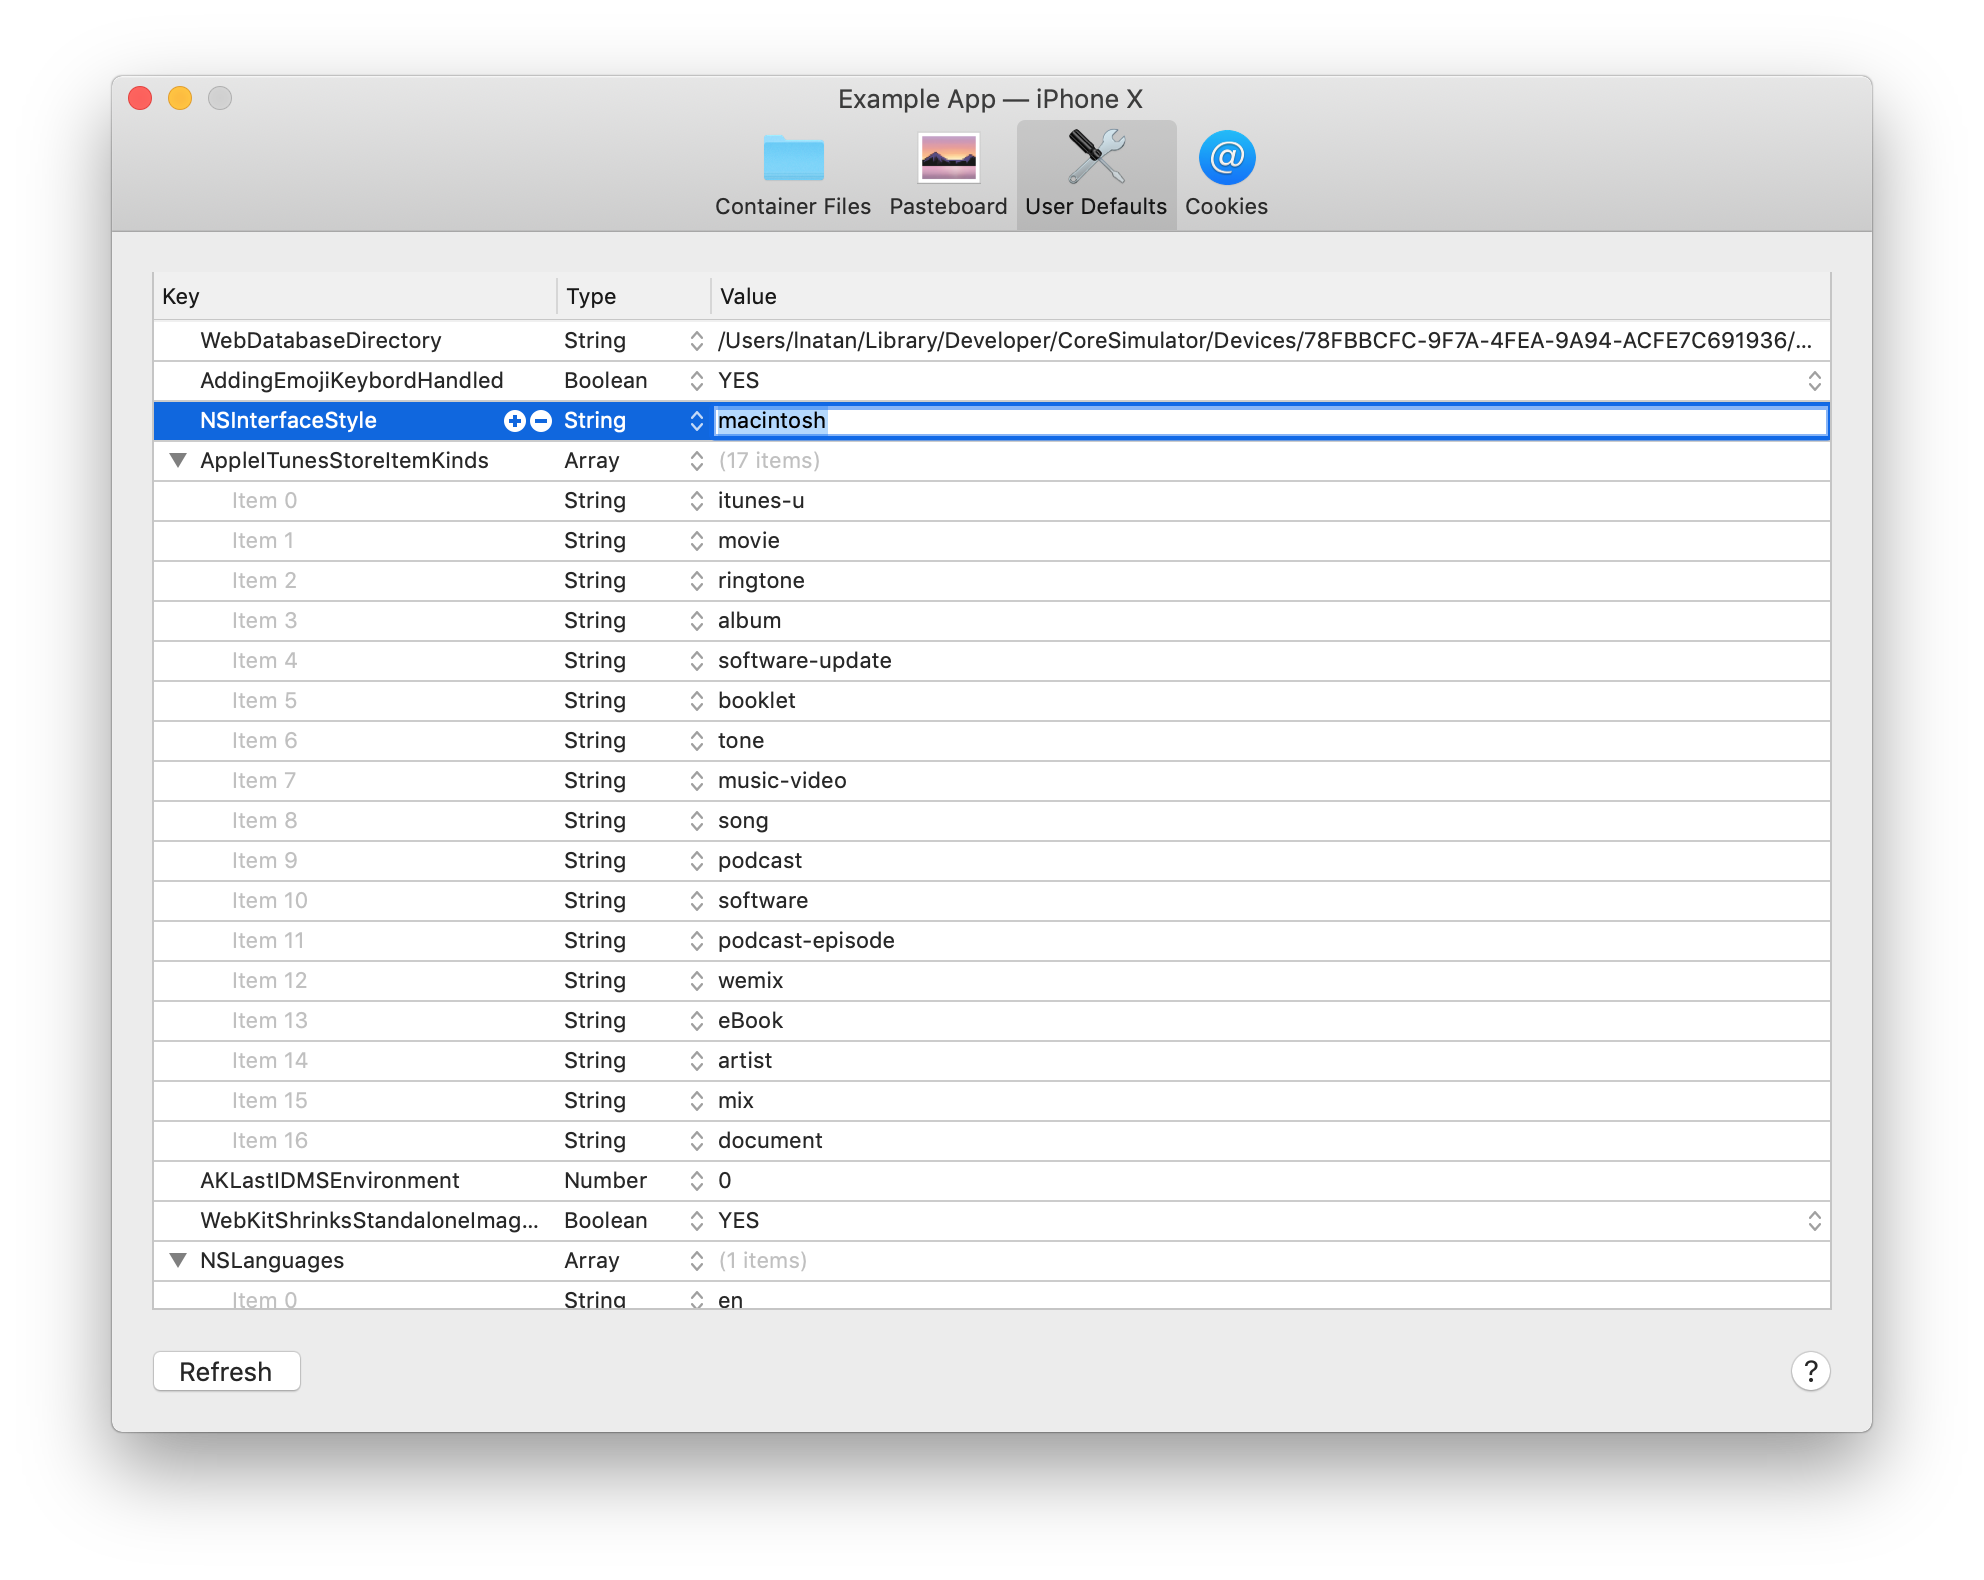 Example App — iPhone X
Container Files Pasteboard User Defaults Cookies
Key Type Value
WebDatabaseDirectory String /Users/lnatan/Library/Developer/CoreSimulator/Devices/78FBBCFC-9F7A-4FEA-9A94-ACFE7C691936/...
AddingEmojiKeybordHandled Boolean YES
NSInterfaceStyle String macintosh
AppleITunesStoreItemKinds Array (17 items)
Item 0 String itunes-u
Item 1 String movie
Item 2 String ringtone
Item 3 String album
Item 4 String software-update
Item 5 String booklet
Item 6 String tone
Item 7 String music-video
Item 8 String song
Item 9 String podcast
Item 10 String software
Item 11 String podcast-episode
Item 12 String wemix
Item 13 String eBook
Item 14 String artist
Item 15 String mix
Item 16 String document
AKLastIDMSEnvironment Number 0
WebKitShrinksStandaloneImag... Boolean YES
NSLanguages Array (1 items)
Item 0 String en
Refresh ?